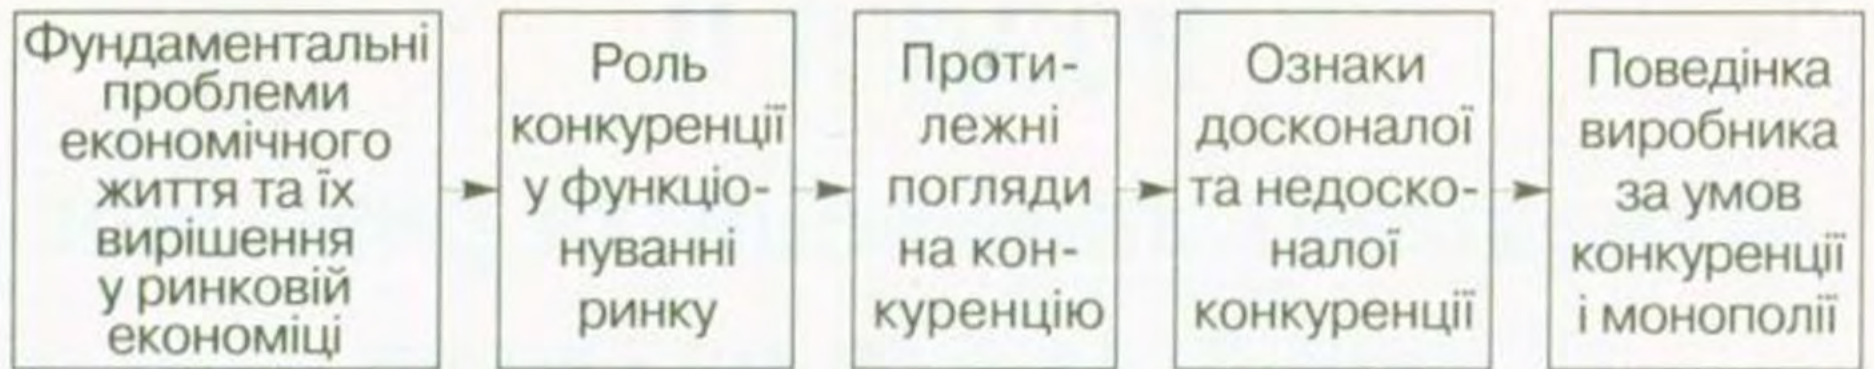 Фундаментальні
проблеми
економічного
життя та їх
вирішення
у ринковій
економіці
Роль
конкуренції
у функціо-
нуванні
ринку
Проти-
лежні
погляди
на кон-
куренцію
Ознаки
досконалої
та недоско-
налої
конкуренції
Поведінка
виробника
за умов
конкуренції
і монополії